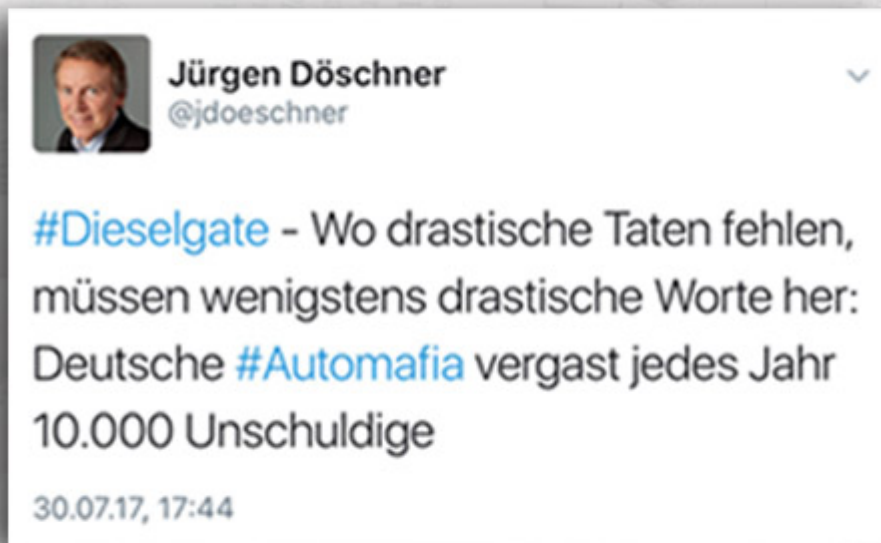 Jürgen Döschner
@jdoeschner
#Dieselgate - Wo drastische Taten fehlen,
müssen wenigstens drastische Worte her:
Deutsche #Automafia vergast jedes Jahr
10.000 Unschuldige
30.07.17, 17:44